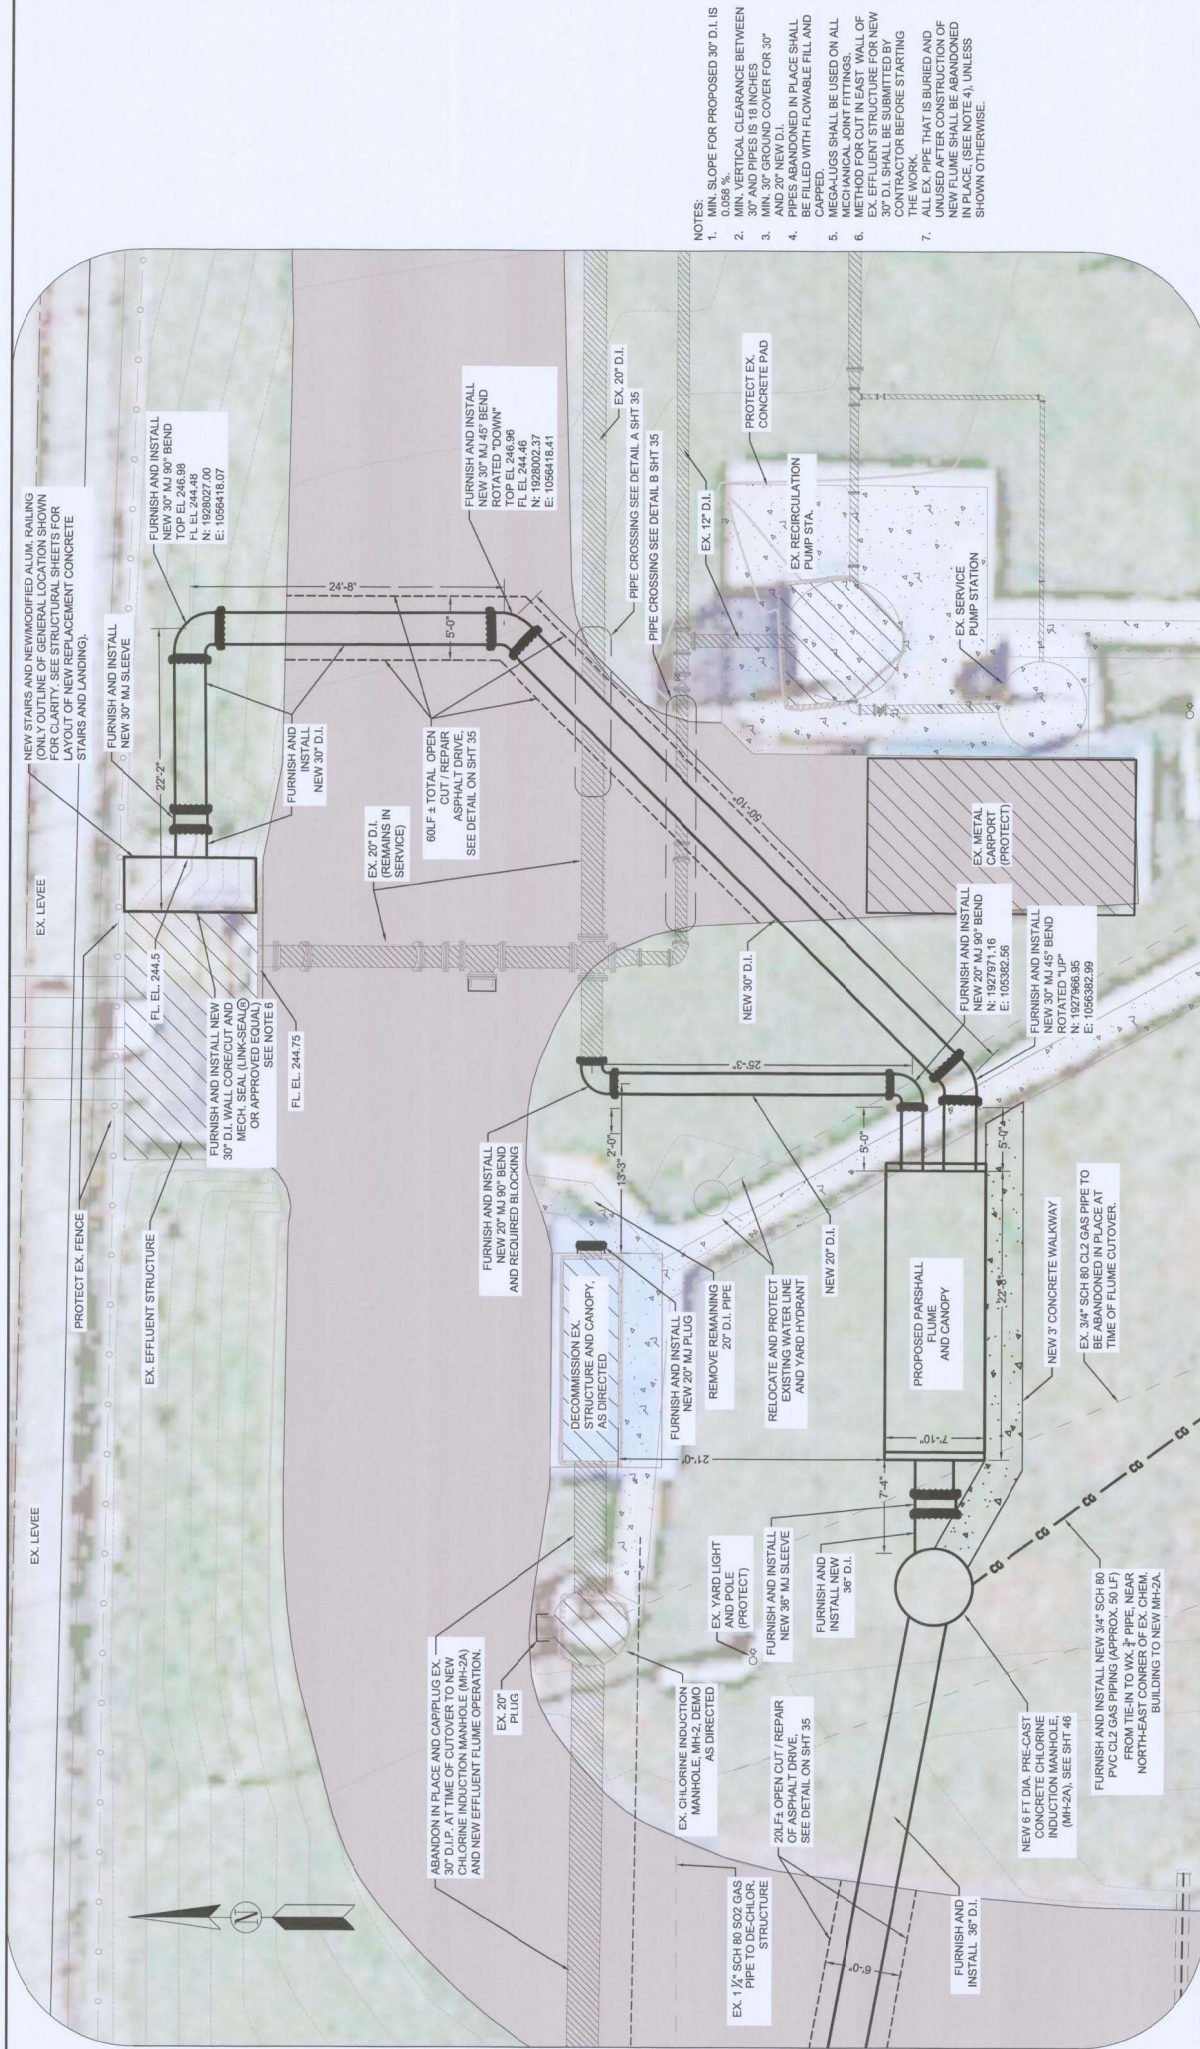 EX. LEVEE
EX. LEVEE
PROTECT EX. FENCE
NEW STAIRS AND NEW/MODIFIED ALUM. RAILING
(ONLY OUTLINE OF GENERAL LOCATION SHOWN
FOR CLARITY. SEE STRUCTURAL SHEETS FOR
LAYOUT OF NEW REPLACEMENT CONCRETE
STAIRS AND LANDING).
EX. EFFLUENT STRUCTURE
FL. EL. 244.5
FURNISH AND INSTALL
NEW 30" MJ SLEEVE
22'-2"
FURNISH AND INSTALL
NEW 30" MJ 90° BEND
TOP EL 246.98
FL EL 244.48
N: 1928027.00
E: 1056418.07
FURNISH AND INSTALL NEW
30" D.I. WALL CORE/CUT AND
MECH. SEAL (LINK-SEAL®
OR APPROVED EQUAL)
SEE NOTE 6
FL. EL. 244.75
FURNISH AND
INSTALL
NEW 30" D.I.
24'-8"
5'-0"
60LF ± TOTAL OPEN
CUT / REPAIR
ASPHALT DRIVE,
SEE DETAIL ON SHT 35
EX. 20" D.I.
(REMAINS IN
SERVICE)
FURNISH AND INSTALL
NEW 30" MJ 45° BEND
ROTATED "DOWN"
TOP EL 246.96
FL EL 244.46
N: 1928002.37
E: 1056418.41
N
ABANDON IN PLACE AND CAP/PLUG EX.
30" D.I.P. AT TIME OF CUTOVER TO NEW
CHLORINE INDUCTION MANHOLE (MH-2A)
AND NEW EFFLUENT FLUME OPERATION.
EX. 20"
PLUG
FURNISH AND INSTALL
NEW 20" MJ 90° BEND
AND REQUIRED BLOCKING
2'-0"
13'-3"
DECOMMISSION EX.
STRUCTURE AND CANOPY,
AS DIRECTED
EX. 20" D.I.
PIPE CROSSING SEE DETAIL A SHT 35
PIPE CROSSING SEE DETAIL B SHT 35
EX. 12" D.I.
PROTECT EX.
CONCRETE PAD
EX. RECIRCULATION
PUMP STA.
EX. SERVICE
PUMP STATION
FURNISH AND INSTALL
NEW 20" MJ PLUG
REMOVE REMAINING
20" D.I. PIPE
RELOCATE AND PROTECT
EXISTING WATER LINE
AND YARD HYDRANT
NEW 20" D.I.
25'-3"
NEW 30" D.I.
50'-10"
EX. METAL
CARPORT
(PROTECT)
EX. CHLORINE INDUCTION
MANHOLE, MH-2, DEMO
AS DIRECTED
EX. YARD LIGHT
AND POLE
(PROTECT)
21'-0"
EX. 1 ¼" SCH 80 SO2 GAS
PIPE TO DE-CHLOR.
STRUCTURE
20LF± OPEN CUT / REPAIR
OF ASPHALT DRIVE,
SEE DETAIL ON SHT 35
FURNISH AND INSTALL
NEW 36" MJ SLEEVE
FURNISH AND
INSTALL NEW
36" D.I.
7'-4"
7'-10"
PROPOSED PARSHALL
FLUME
AND CANOPY
5'-0"
5'-0"
22'-8"
FURNISH AND INSTALL
NEW 20" MJ 90° BEND
N: 1927971.16
E: 105382.56
FURNISH AND INSTALL
NEW 30" MJ 45° BEND
ROTATED "UP"
N: 1927966.95
E: 1056382.99
6'-0"
FURNISH AND
INSTALL 36" D.I.
NEW 6 FT DIA. PRE-CAST
CONCRETE CHLORINE
INDUCTION MANHOLE,
(MH-2A), SEE SHT 46
NEW 3' CONCRETE WALKWAY
EX. 3/4" SCH 80 CL2 GAS PIPE TO
BE ABANDONED IN PLACE AT
TIME OF FLUME CUTOVER.
CG
CG
CG
CG
FURNISH AND INSTALL NEW 3/4" SCH 80
PVC CL2 GAS PIPING (APPROX. 50 LF)
FROM TIE-IN TO WX. ¾" PIPE, NEAR
NORTH-EAST CONRER OF EX. CHEM.
BUILDING TO NEW MH-2A.
NOTES:
1. MIN. SLOPE FOR PROPOSED 30" D.I. IS
0.058 %.
2. MIN. VERTICAL CLEARANCE BETWEEN
30" AND PIPES IS 18 INCHES
3. MIN. 30" GROUND COVER FOR 30"
AND 20" NEW D.I.
4. PIPES ABANDONED IN PLACE SHALL
BE FILLED WITH FLOWABLE FILL AND
CAPPED.
5. MEGA-LUGS SHALL BE USED ON ALL
MECHANICAL JOINT FITTINGS.
6. METHOD FOR CUT IN EAST WALL OF
EX. EFFLUENT STRUCTURE FOR NEW
30" D.I. SHALL BE SUBMITTED BY
CONTRACTOR BEFORE STARTING
THE WORK.
7. ALL EX. PIPE THAT IS BURIED AND
UNUSED AFTER CONSTRUCTION OF
NEW FLUME SHALL BE ABANDONED
IN PLACE, (SEE NOTE 4), UNLESS
SHOWN OTHERWISE.